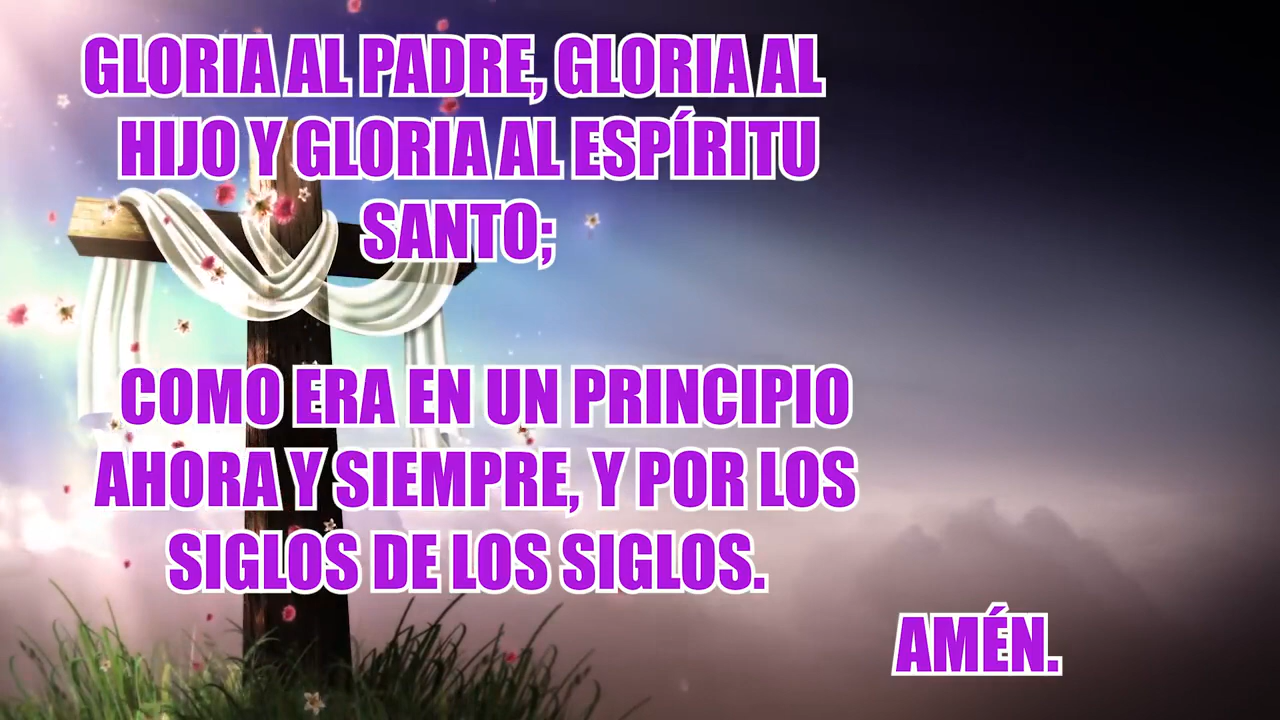 GLORIA AL PADRE, GLORIA AL
HIJO Y GLORIA AL ESPÍRITU
SANTO;
COMO ERA EN UN PRINCIPIO
AHORA Y SIEMPRE, Y POR LOS
SIGLOS DE LOS SIGLOS.
AMÉN.